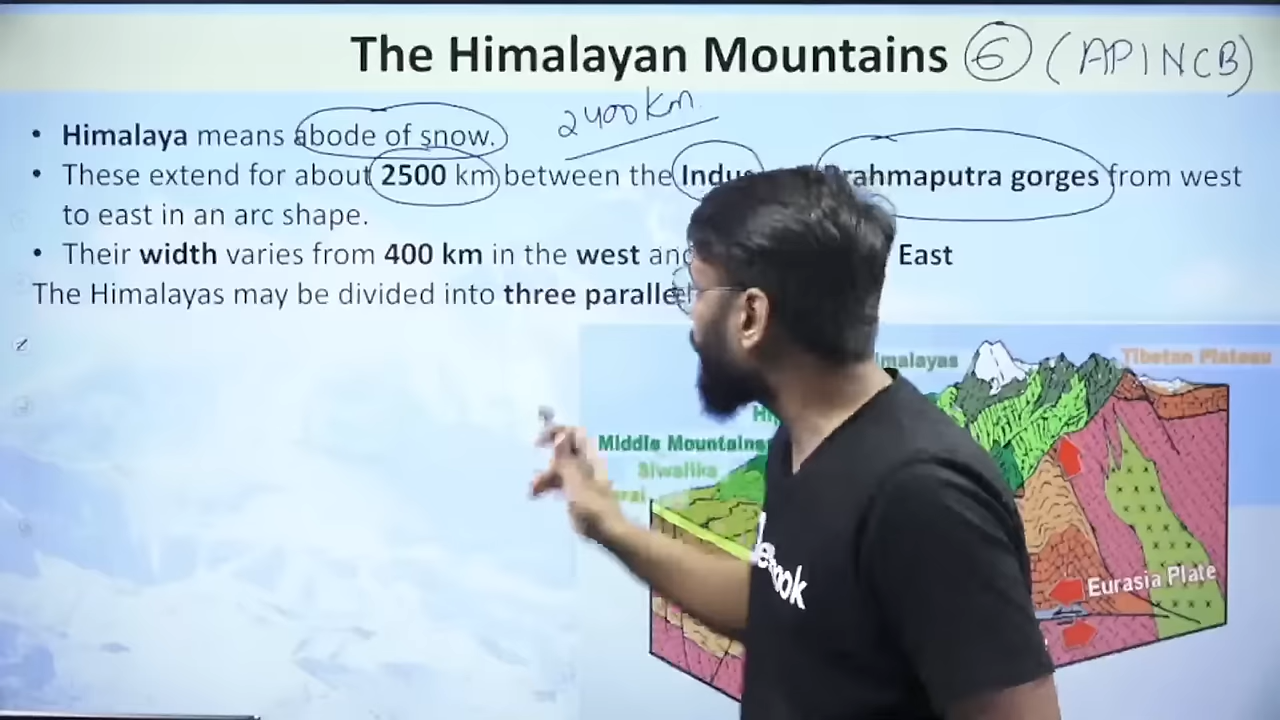 The Himalayan Mountains 6 (APINCB)
2400 km.
• Himalaya means abode of snow.
• These extend for about 2500 km between the Indus Brahmaputra gorges from west
to east in an arc shape.
• Their width varies from 400 km in the west and East
The Himalayas may be divided into three parallel
Himalayas
Tibetan Plateau
Middle Mountains
Siwaliks
Eurasia Plate